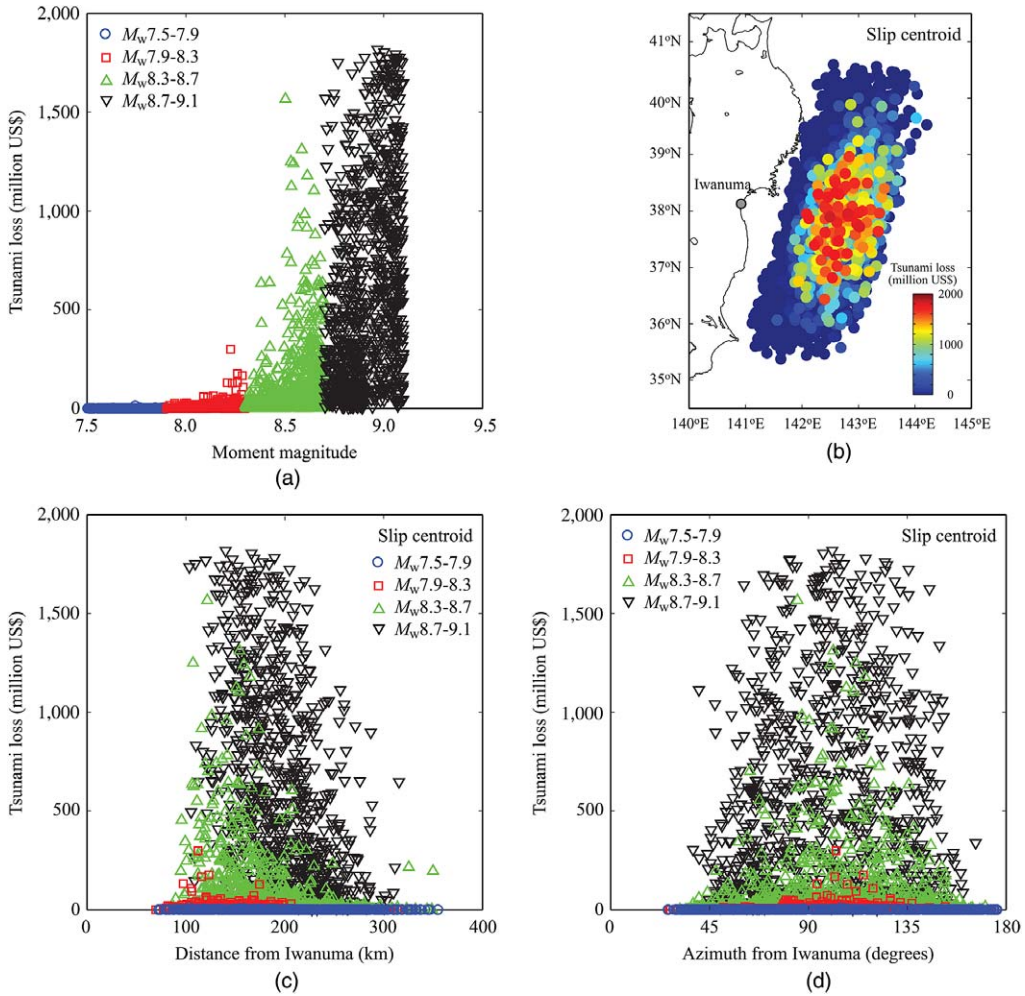 2,000
1,500
1,000
500
0
Tsunami loss (million US$)
Mw7.5-7.9
Mw7.9-8.3
Mw8.3-8.7
Mw8.7-9.1
7.5 8.0 8.5 9.0 9.5
Moment magnitude
(a)
Slip centroid
41°N
40°N
39°N
38°N
37°N
36°N
35°N
Iwanuma
Tsunami loss
(million US$)
2000
1000
0
140°E 141°E 142°E 143°E 144°E 145°E
(b)
2,000
1,500
1,000
500
0
Tsunami loss (million US$)
Slip centroid
Mw7.5-7.9
Mw7.9-8.3
Mw8.3-8.7
Mw8.7-9.1
0 100 200 300 400
Distance from Iwanuma (km)
(c)
2,000
1,500
1,000
500
0
Tsunami loss (million US$)
Mw7.5-7.9
Mw7.9-8.3
Mw8.3-8.7
Mw8.7-9.1
Slip centroid
0 45 90 135 180
Azimuth from Iwanuma (degrees)
(d)